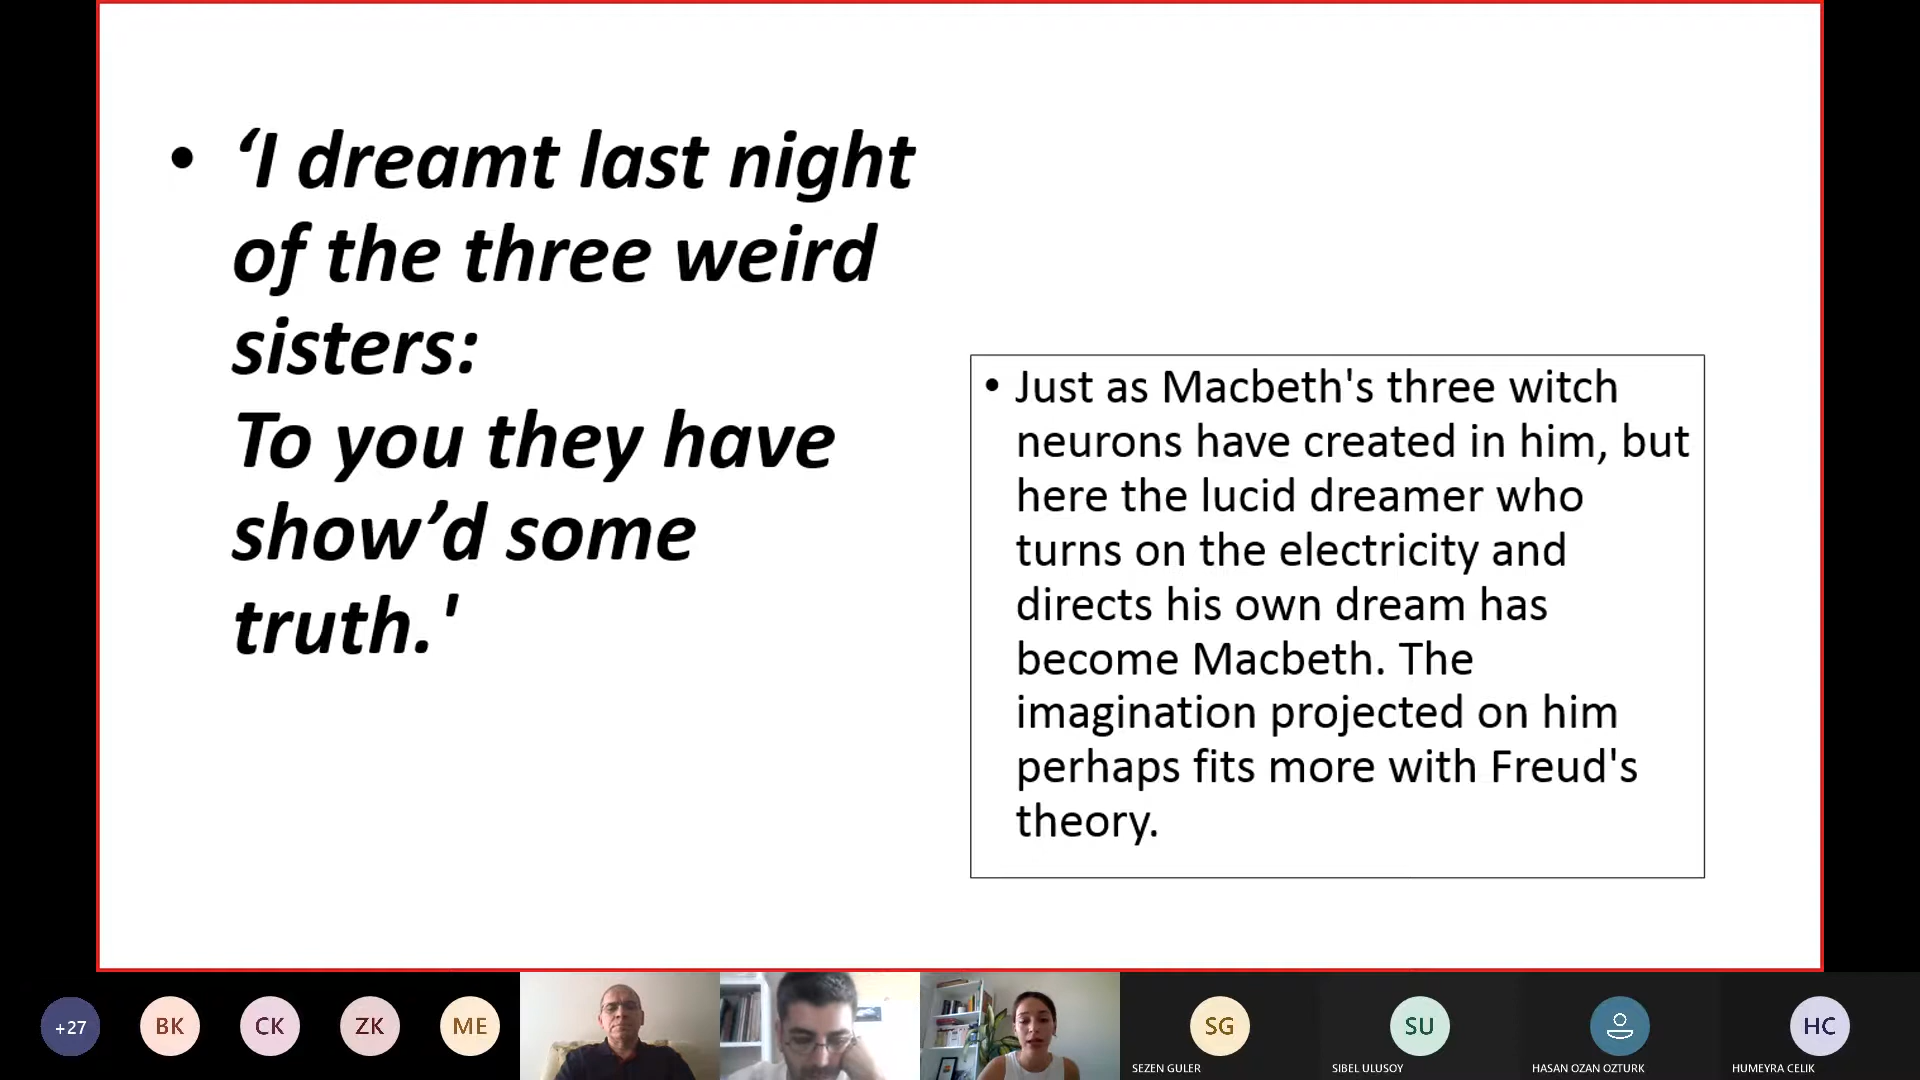 • ‘I dreamt last night
of the three weird
sisters:
To you they have
show’d some
truth.'
• Just as Macbeth's three witch
neurons have created in him, but
here the lucid dreamer who
turns on the electricity and
directs his own dream has
become Macbeth. The
imagination projected on him
perhaps fits more with Freud's
theory.
+27
BK
CK
ZK
ME
SG
SU
HC
SEZEN GULER
SIBEL ULUSOY
HASAN OZAN OZTURK
HUMEYRA CELIK